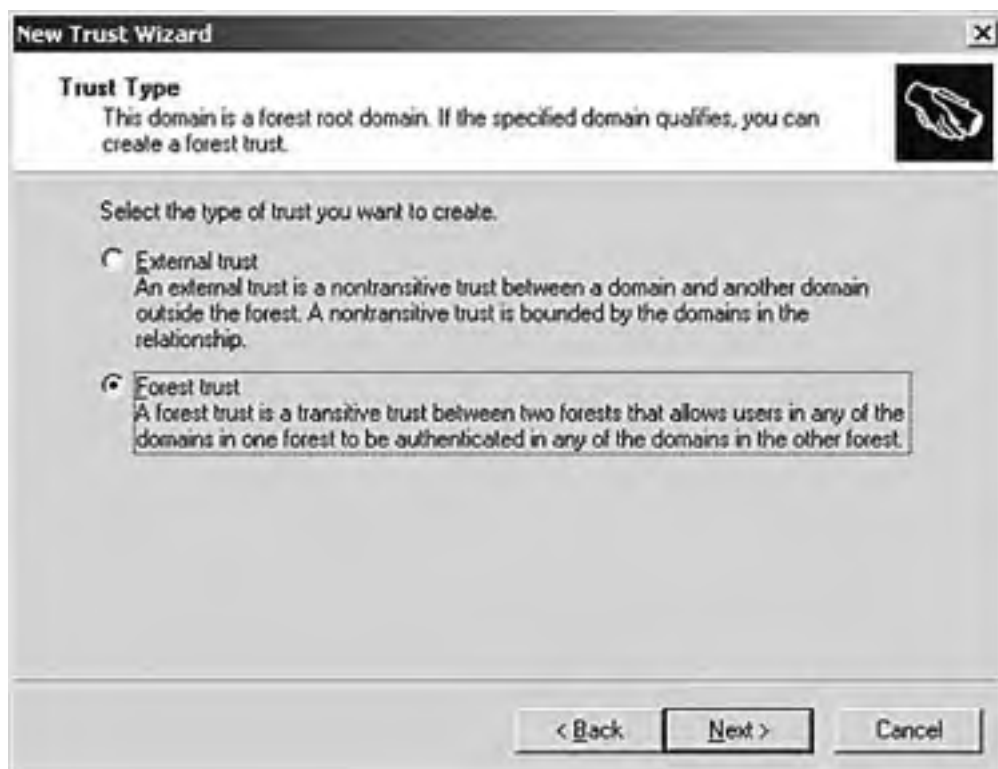 New Trust Wizard
Trust Type
This domain is a forest root domain. If the specified domain qualifies, you can
create a forest trust.
Select the type of trust you want to create.
External trust
An external trust is a nontransitive trust between a domain and another domain
outside the forest. A nontransitive trust is bounded by the domains in the
relationship.
Forest trust
A forest trust is a transitive trust between two forests that allows users in any of the
domains in one forest to be authenticated in any of the domains in the other forest.
< Back
Next >
Cancel